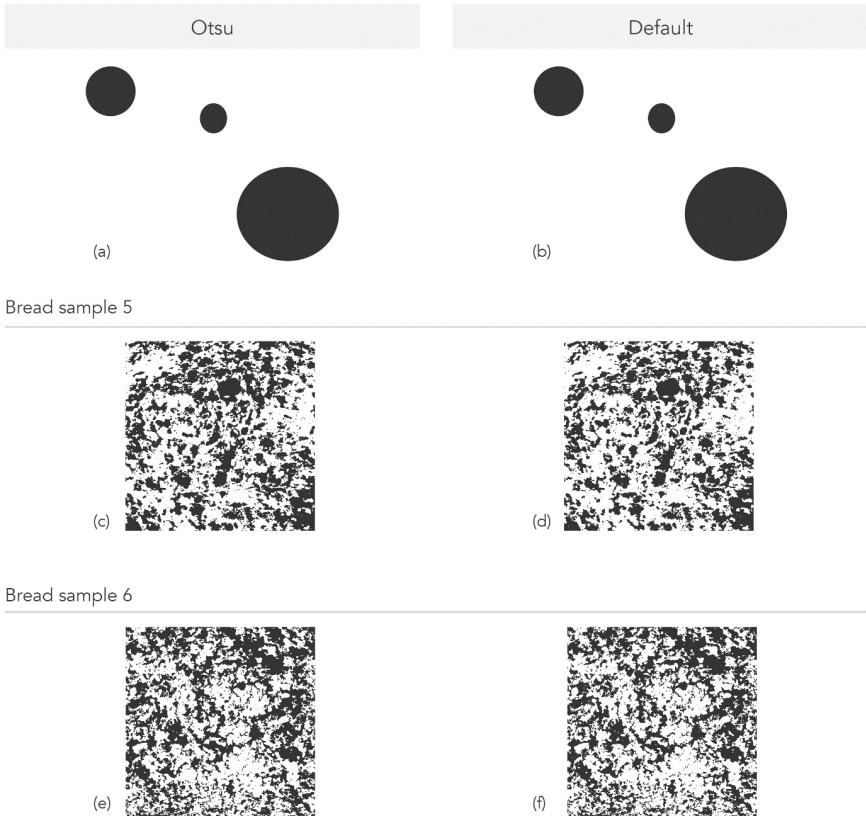 Otsu
Default
(a)
(b)
Bread sample 5
(c)
(d)
Bread sample 6
(e)
(f)